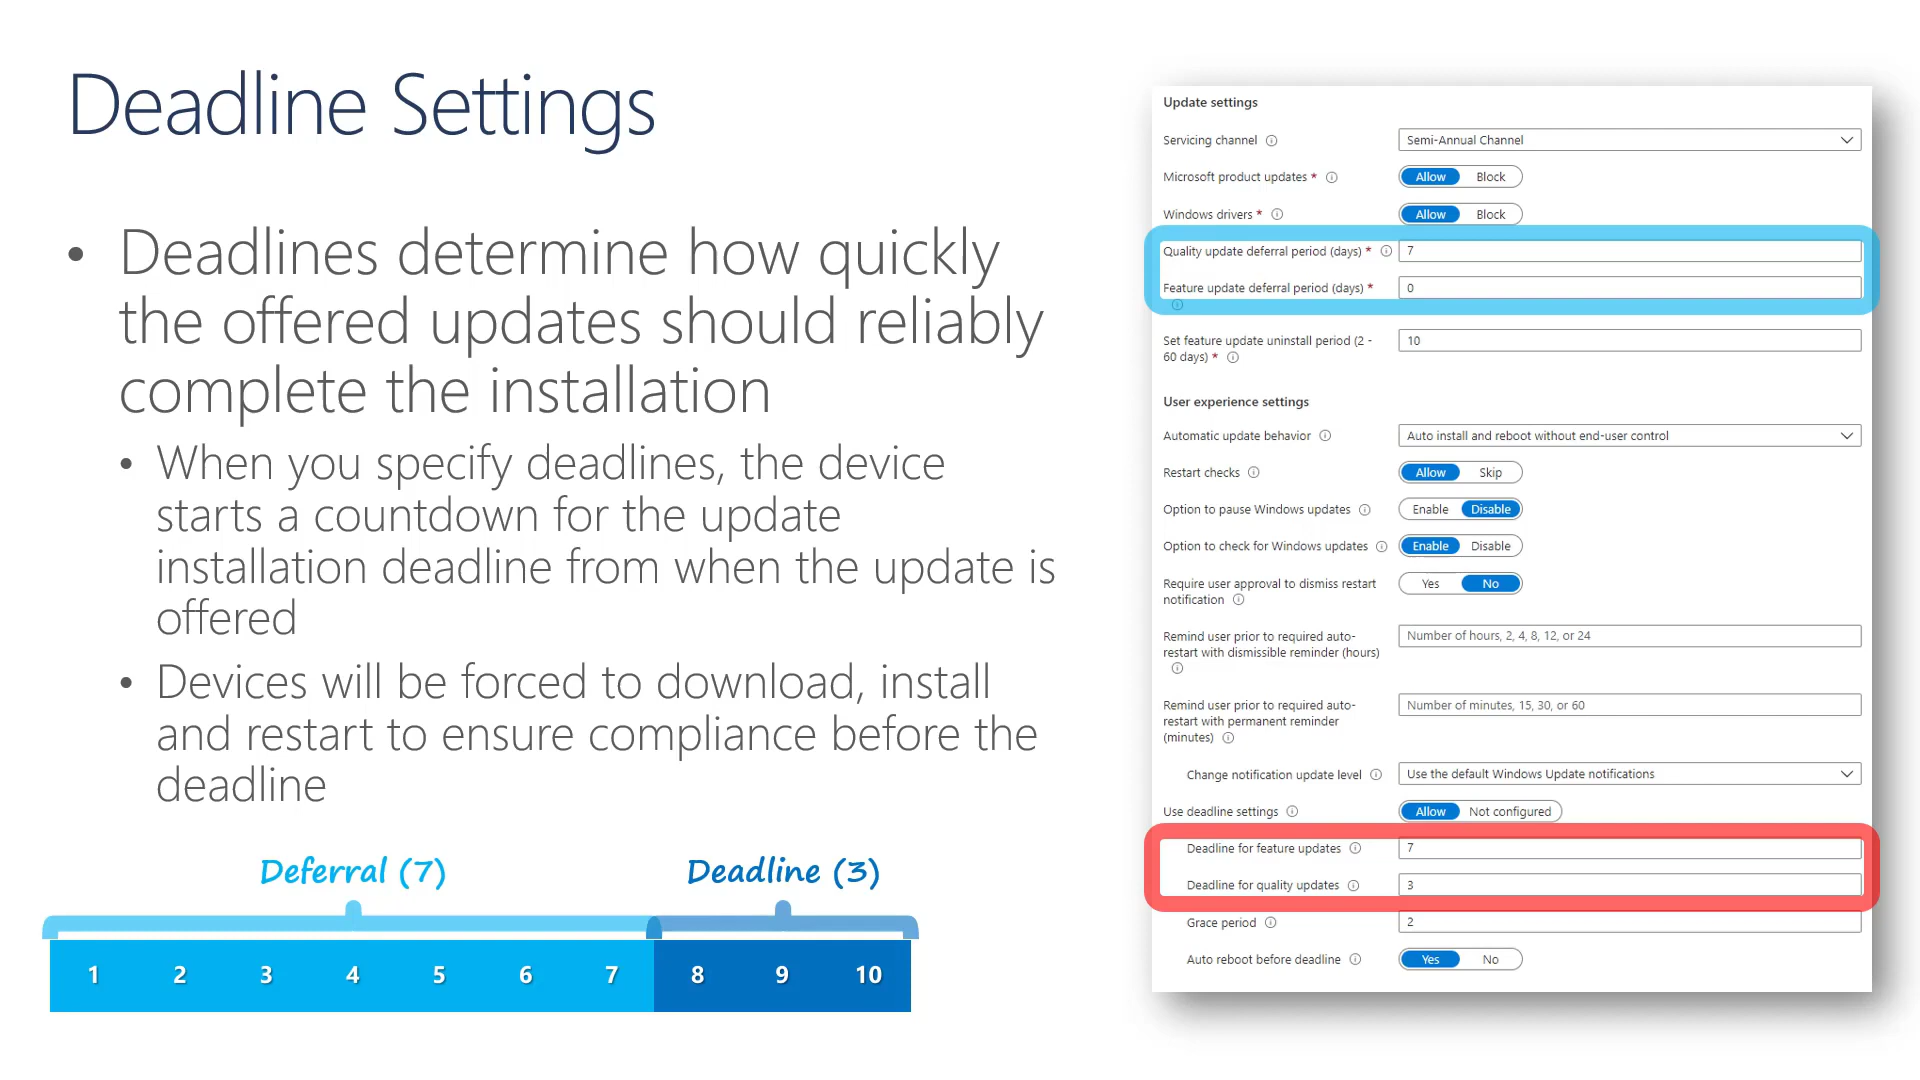 Deadline Settings
• Deadlines determine how quickly
the offered updates should reliably
complete the installation
• When you specify deadlines, the device
starts a countdown for the update
installation deadline from when the update is
offered
• Devices will be forced to download, install
and restart to ensure compliance before the
deadline
Deferral (7)
Deadline (3)
1 2 3 4 5 6 7 8 9 10
Update settings
Servicing channel Semi-Annual Channel
Microsoft product updates * Allow Block
Windows drivers * Allow Block
Quality update deferral period (days) * 7
Feature update deferral period (days) * 0
Set feature update uninstall period (2 - 10
60 days) *
User experience settings
Automatic update behavior Auto install and reboot without end-user control
Restart checks Allow Skip
Option to pause Windows updates Enable Disable
Option to check for Windows updates Enable Disable
Require user approval to dismiss restart Yes No
notification
Remind user prior to required auto- Number of hours, 2, 4, 8, 12, or 24
restart with dismissible reminder (hours)
Remind user prior to required auto- Number of minutes, 15, 30, or 60
restart with permanent reminder
(minutes)
Change notification update level Use the default Windows Update notifications
Use deadline settings Allow Not configured
Deadline for feature updates 7
Deadline for quality updates 3
Grace period 2
Auto reboot before deadline Yes No